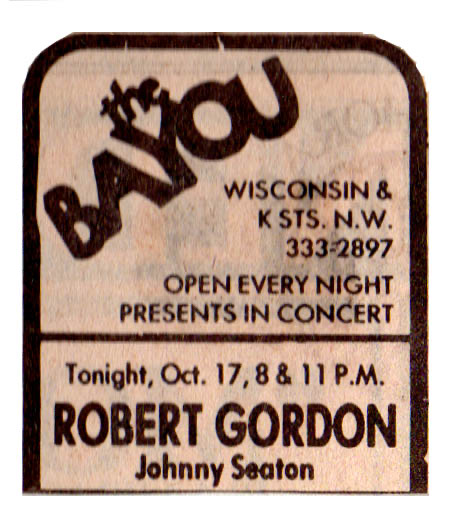 the
BAYOU
WISCONSIN &
K STS. N.W.
333-2897
OPEN EVERY NIGHT
PRESENTS IN CONCERT
Tonight, Oct. 17, 8 & 11 P.M.
ROBERT GORDON
Johnny Seaton